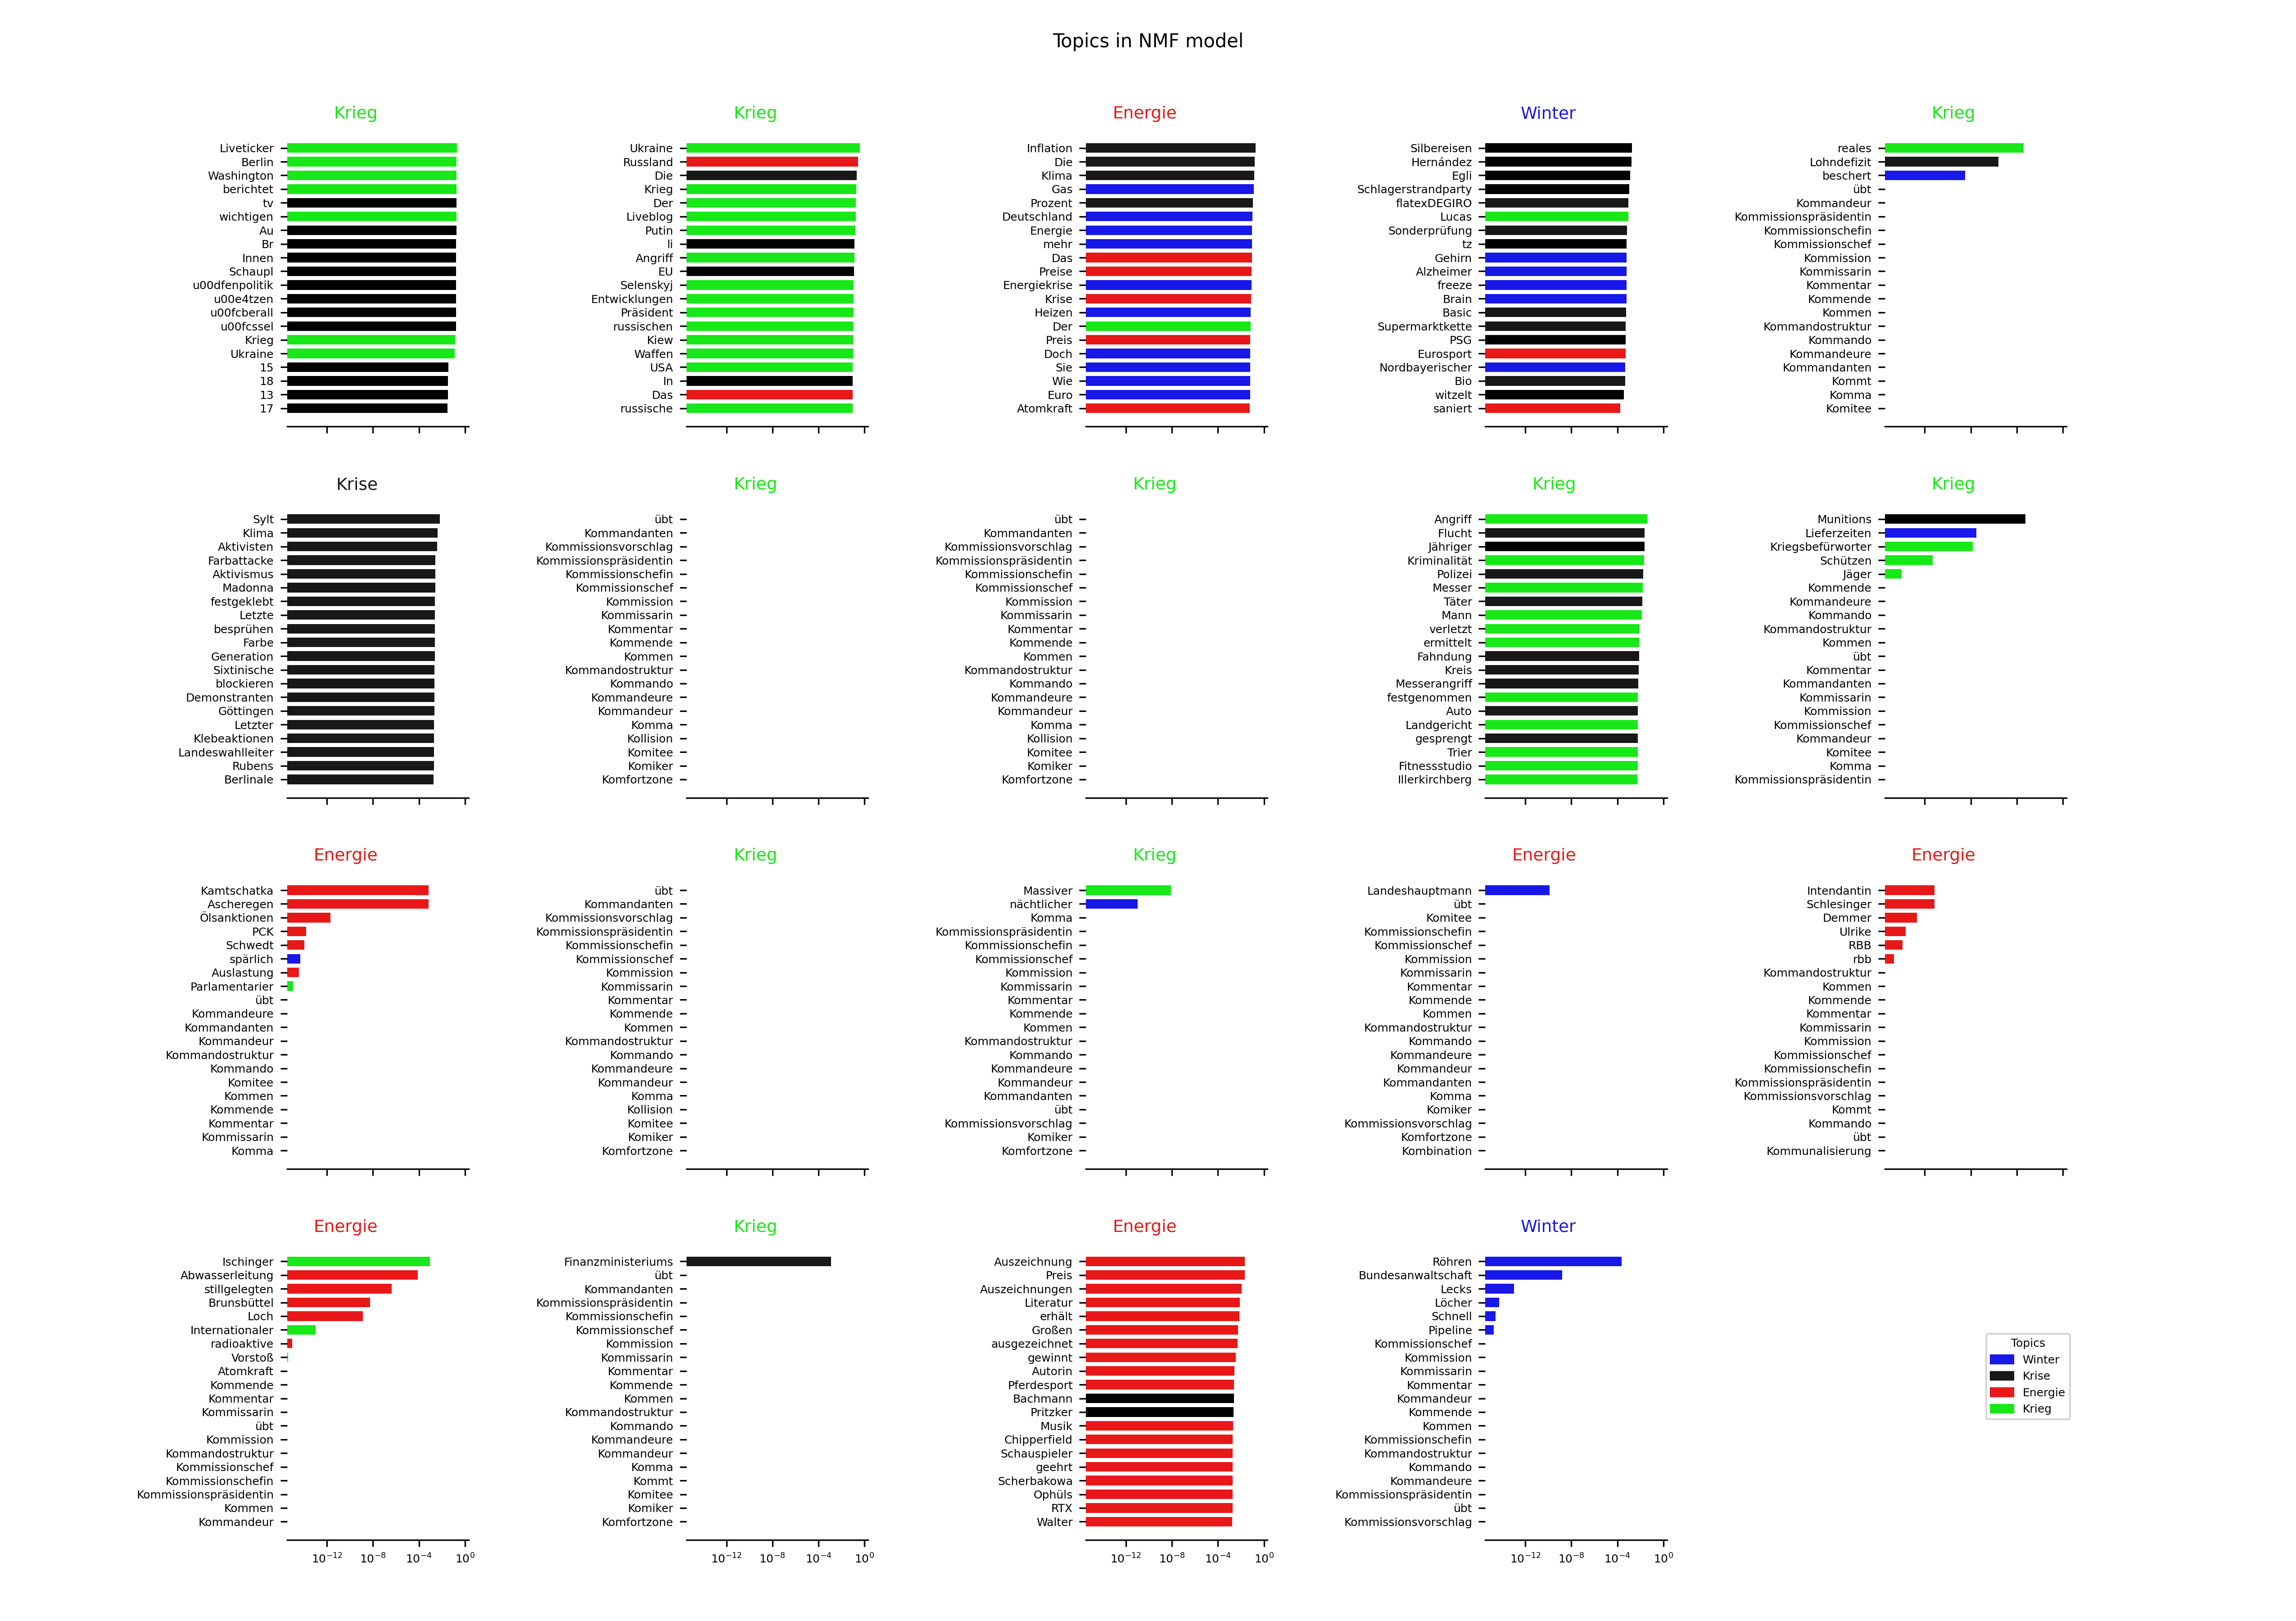 Topics in NMF model
Krieg
Liveticker
Berlin
Washington
berichtet
tv
wichtigen
Au
Br
Innen
Schaupl
u00dfenpolitik
u00e4tzen
u00fcberall
u00fcssel
Krieg
Ukraine
15
18
13
17
Krieg
Ukraine
Russland
Die
Krieg
Der
Liveblog
Putin
li
Angriff
EU
Selenskyj
Entwicklungen
Präsident
russischen
Kiew
Waffen
USA
In
Das
russische
Energie
Inflation
Die
Klima
Gas
Prozent
Deutschland
Energie
mehr
Das
Preise
Energiekrise
Krise
Heizen
Der
Preis
Doch
Sie
Wie
Euro
Atomkraft
Winter
Silbereisen
Hernández
Egli
Schlagerstrandparty
flatexDEGIRO
Lucas
Sonderprüfung
tz
Gehirn
Alzheimer
freeze
Brain
Basic
Supermarktkette
PSG
Eurosport
Nordbayerischer
Bio
witzelt
saniert
Krieg
reales
Lohndefizit
beschert
übt
Kommandeur
Kommissionspräsidentin
Kommissionschefin
Kommissionschef
Kommission
Kommissarin
Kommentar
Kommende
Kommen
Kommandostruktur
Kommando
Kommandeure
Kommandanten
Kommt
Komma
Komitee
Krise
Sylt
Klima
Aktivisten
Farbattacke
Aktivismus
Madonna
festgeklebt
Letzte
besprühen
Farbe
Generation
Sixtinische
blockieren
Demonstranten
Göttingen
Letzter
Klebeaktionen
Landeswahlleiter
Rubens
Berlinale
Krieg
übt
Kommandanten
Kommissionsvorschlag
Kommissionspräsidentin
Kommissionschefin
Kommissionschef
Kommission
Kommissarin
Kommentar
Kommende
Kommen
Kommandostruktur
Kommando
Kommandeure
Kommandeur
Komma
Kollision
Komitee
Komiker
Komfortzone
Krieg
übt
Kommandanten
Kommissionsvorschlag
Kommissionspräsidentin
Kommissionschefin
Kommissionschef
Kommission
Kommissarin
Kommentar
Kommende
Kommen
Kommandostruktur
Kommando
Kommandeure
Kommandeur
Komma
Kollision
Komitee
Komiker
Komfortzone
Krieg
Angriff
Flucht
Jähriger
Kriminalität
Polizei
Messer
Täter
Mann
verletzt
ermittelt
Fahndung
Kreis
Messerangriff
festgenommen
Auto
Landgericht
gesprengt
Trier
Fitnessstudio
Illerkirchberg
Krieg
Munitions
Lieferzeiten
Kriegsbefürworter
Schützen
Jäger
Kommende
Kommandeure
Kommando
Kommandostruktur
Kommen
übt
Kommentar
Kommandanten
Kommissarin
Kommission
Kommissionschef
Kommandeur
Komitee
Komma
Kommissionspräsidentin
Energie
Kamtschatka
Ascheregen
Ölsanktionen
PCK
Schwedt
spärlich
Auslastung
Parlamentarier
übt
Kommandeure
Kommandanten
Kommandeur
Kommandostruktur
Kommando
Komitee
Kommen
Kommende
Kommentar
Kommissarin
Komma
Krieg
übt
Kommandanten
Kommissionsvorschlag
Kommissionspräsidentin
Kommissionschefin
Kommissionschef
Kommission
Kommissarin
Kommentar
Kommende
Kommen
Kommandostruktur
Kommando
Kommandeure
Kommandeur
Komma
Kollision
Komitee
Komiker
Komfortzone
Krieg
Massiver
nächtlicher
Komma
Kommissionspräsidentin
Kommissionschefin
Kommissionschef
Kommission
Kommissarin
Kommentar
Kommende
Kommen
Kommandostruktur
Kommando
Kommandeure
Kommandeur
Kommandanten
übt
Kommissionsvorschlag
Komiker
Komfortzone
Energie
Landeshauptmann
übt
Komitee
Kommissionschefin
Kommissionschef
Kommission
Kommissarin
Kommentar
Kommende
Kommen
Kommandostruktur
Kommando
Kommandeure
Kommandeur
Kommandanten
Komma
Komiker
Kommissionsvorschlag
Komfortzone
Kombination
Energie
Intendantin
Schlesinger
Demmer
Ulrike
RBB
rbb
Kommandostruktur
Kommen
Kommende
Kommentar
Kommissarin
Kommission
Kommissionschef
Kommissionschefin
Kommissionspräsidentin
Kommissionsvorschlag
Kommt
Kommando
übt
Kommunalisierung
Energie
Ischinger
Abwasserleitung
stillgelegten
Brunsbüttel
Loch
Internationaler
radioaktive
Vorstoß
Atomkraft
Kommende
Kommentar
Kommissarin
übt
Kommission
Kommandostruktur
Kommissionschef
Kommissionschefin
Kommissionspräsidentin
Kommen
Kommandeur
10⁻¹² 10⁻⁸ 10⁻⁴ 10⁰
Krieg
Finanzministeriums
übt
Kommandanten
Kommissionspräsidentin
Kommissionschefin
Kommissionschef
Kommission
Kommissarin
Kommentar
Kommende
Kommen
Kommandostruktur
Kommando
Kommandeure
Kommandeur
Komma
Kommt
Komitee
Komiker
Komfortzone
10⁻¹² 10⁻⁸ 10⁻⁴ 10⁰
Energie
Auszeichnung
Preis
Auszeichnungen
Literatur
erhält
Großen
ausgezeichnet
gewinnt
Autorin
Pferdesport
Bachmann
Pritzker
Musik
Chipperfield
Schauspieler
geehrt
Scherbakowa
Ophüls
RTX
Walter
10⁻¹² 10⁻⁸ 10⁻⁴ 10⁰
Winter
Röhren
Bundesanwaltschaft
Lecks
Löcher
Schnell
Pipeline
Kommissionschef
Kommission
Kommissarin
Kommentar
Kommandeur
Kommende
Kommen
Kommissionschefin
Kommandostruktur
Kommando
Kommandeure
Kommissionspräsidentin
übt
Kommissionsvorschlag
10⁻¹² 10⁻⁸ 10⁻⁴ 10⁰
Topics
Winter
Krise
Energie
Krieg